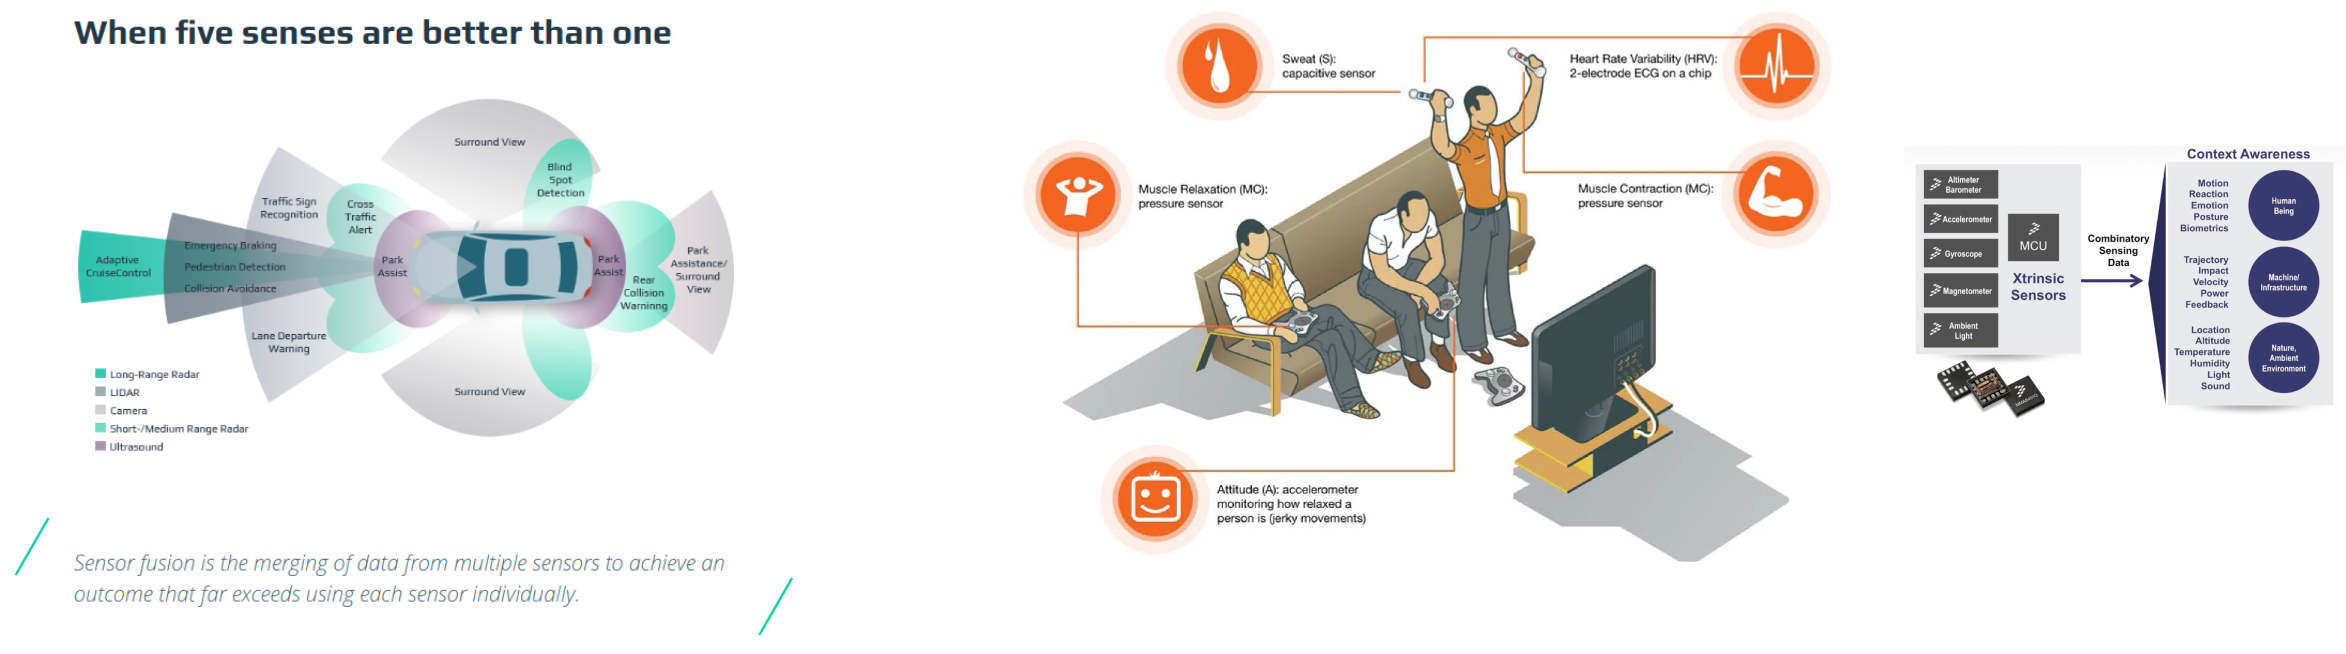 When five senses are better than one
Surround View
Blind
Spot
Detection
Traffic Sign
Recognition
Cross
Traffic
Alert
Emergency Braking
Adaptive
CruiseControl
Pedestrian Detection
Collision Avoidance
Park
Assist
Park
Assist
Rear
Collision
Warninng
Park
Assistance/
Surround
View
Lane Departure
Warning
Surround View
Long-Range Radar
LIDAR
Camera
Short-/Medium Range Radar
Ultrasound
Sensor fusion is the merging of data from multiple sensors to achieve an
outcome that far exceeds using each sensor individually.
Sweat (S):
capacitive sensor
Heart Rate Variability (HRV):
2-electrode ECG on a chip
Muscle Relaxation (MC):
pressure sensor
Muscle Contraction (MC):
pressure sensor
Attitude (A): accelerometer
monitoring how relaxed a
person is (jerky movements)
Altimeter
Barometer
Accelerometer
Gyroscope
Magnetometer
Ambient
Light
MCU
Xtrinsic
Sensors
Combinatory
Sensing
Data
Context Awareness
Motion
Reaction
Emotion
Posture
Biometrics
Human
Being
Trajectory
Impact
Velocity
Power
Feedback
Machine/
Infrastructure
Location
Altitude
Temperature
Humidity
Light
Sound
Nature,
Ambient
Environment